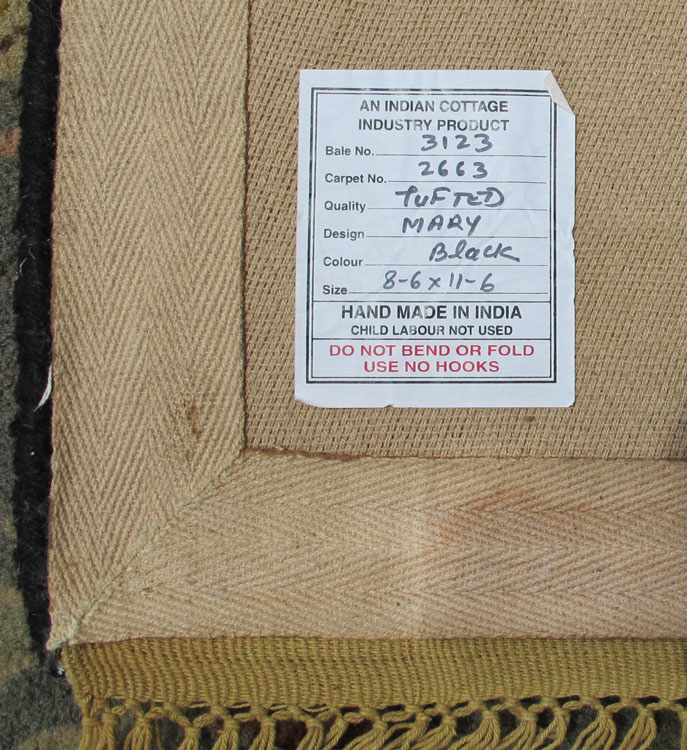 AN INDIAN COTTAGE
INDUSTRY PRODUCT
Bale No. 3123
Carpet No. 2663
Quality TUFTED
Design MARY
Colour Black
Size 8-6 x 11-6
HAND MADE IN INDIA
CHILD LABOUR NOT USED
DO NOT BEND OR FOLD
USE NO HOOKS